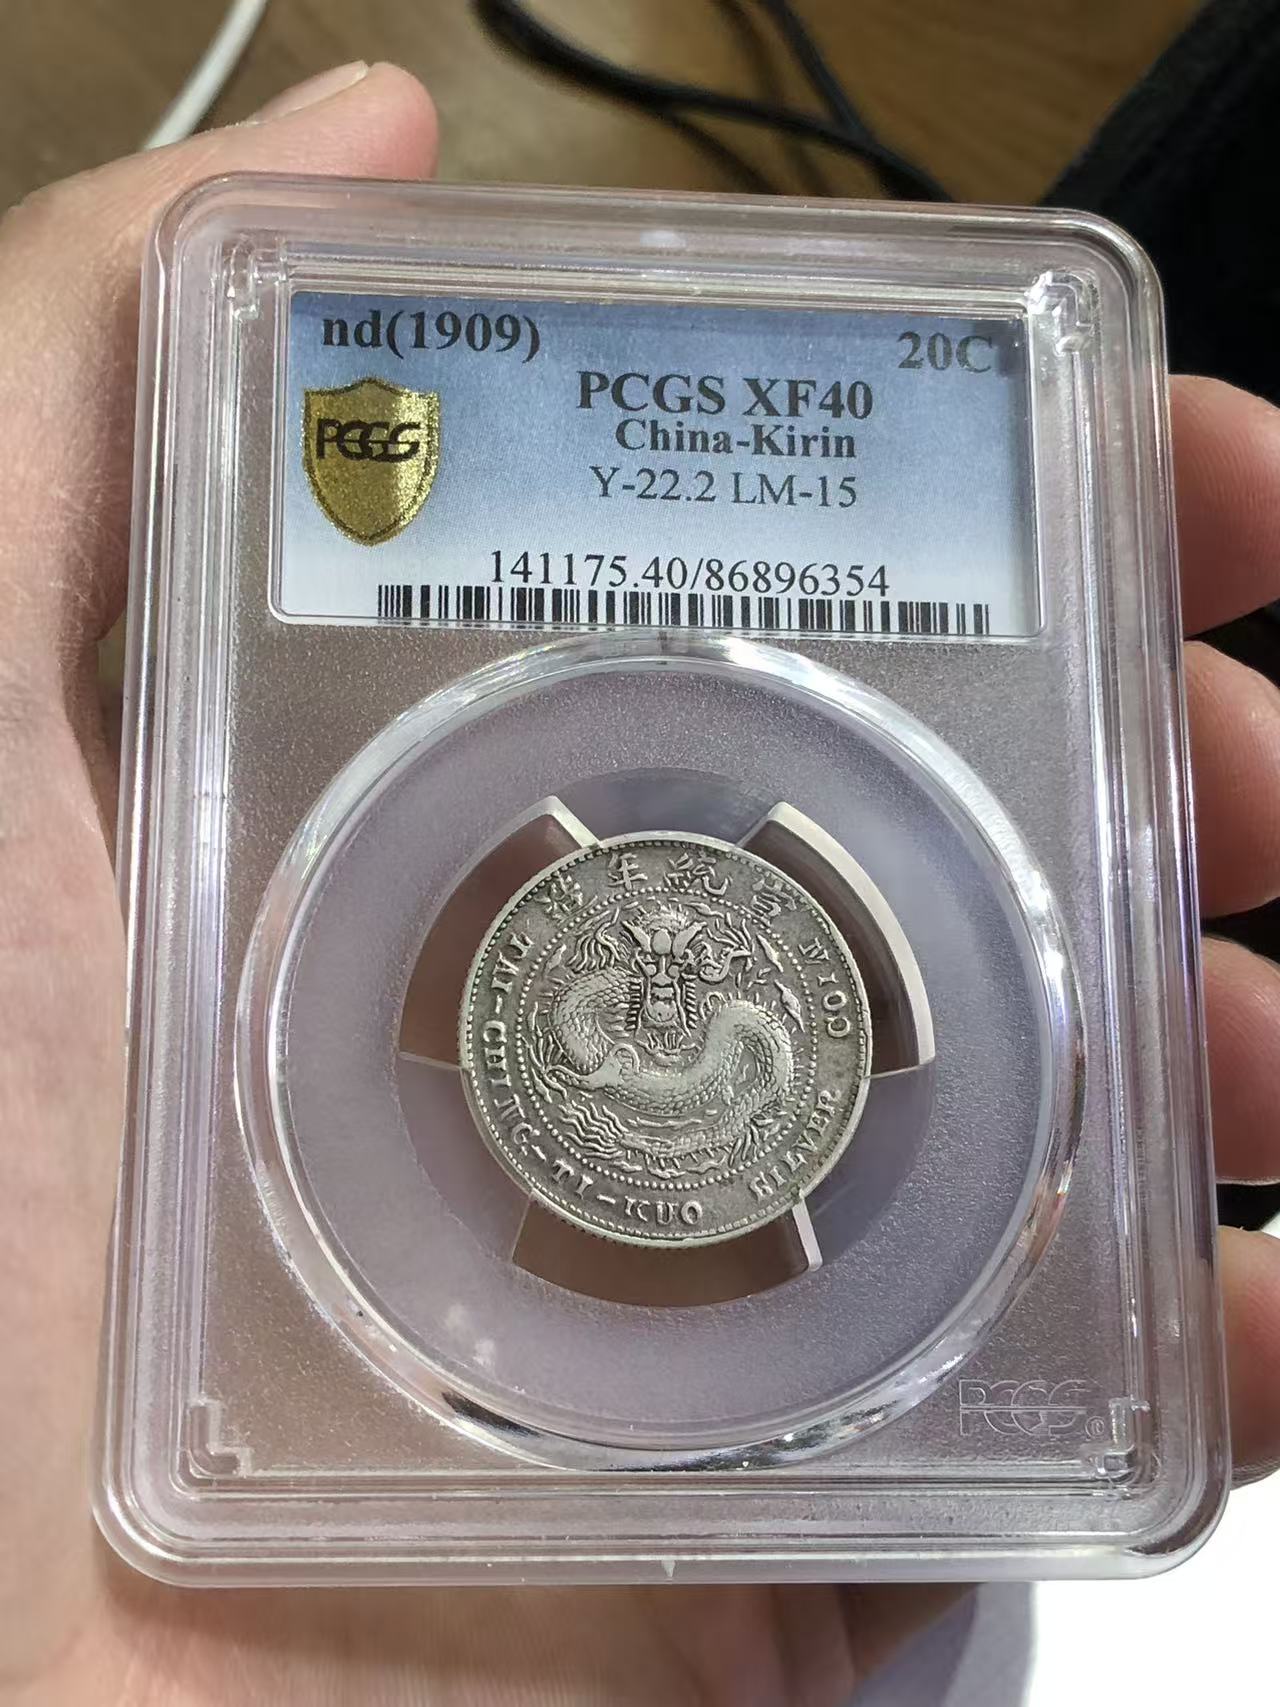 nd(1909)
20C
PCGS XF40
China-Kirin
Y-22.2 LM-15
141175.40/86896354
PCGS
造年統宣
TAI-CHING-TI-KUO SILVER COIN
PCGS